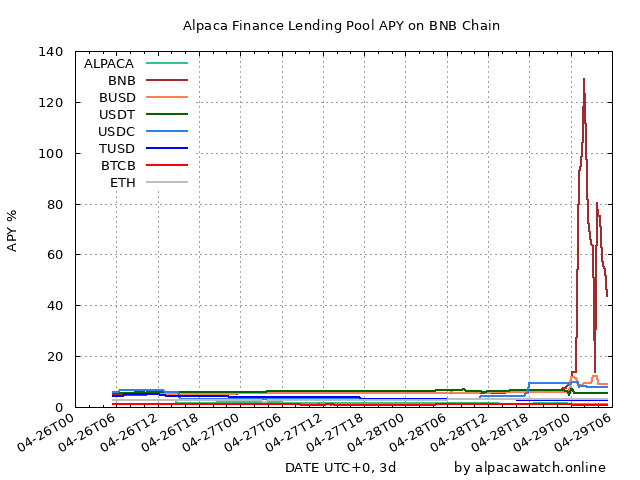 Alpaca Finance Lending Pool APY on BNB Chain
APY %
140
120
100
80
60
40
20
0
ALPACA
BNB
BUSD
USDT
USDC
TUSD
BTCB
ETH
04-26T00
04-26T06
04-26T12
04-26T18
04-27T00
04-27T06
04-27T12
04-27T18
04-28T00
04-28T06
04-28T12
04-28T18
04-29T00
04-29T06
DATE UTC+0, 3d
by alpacawatch.online